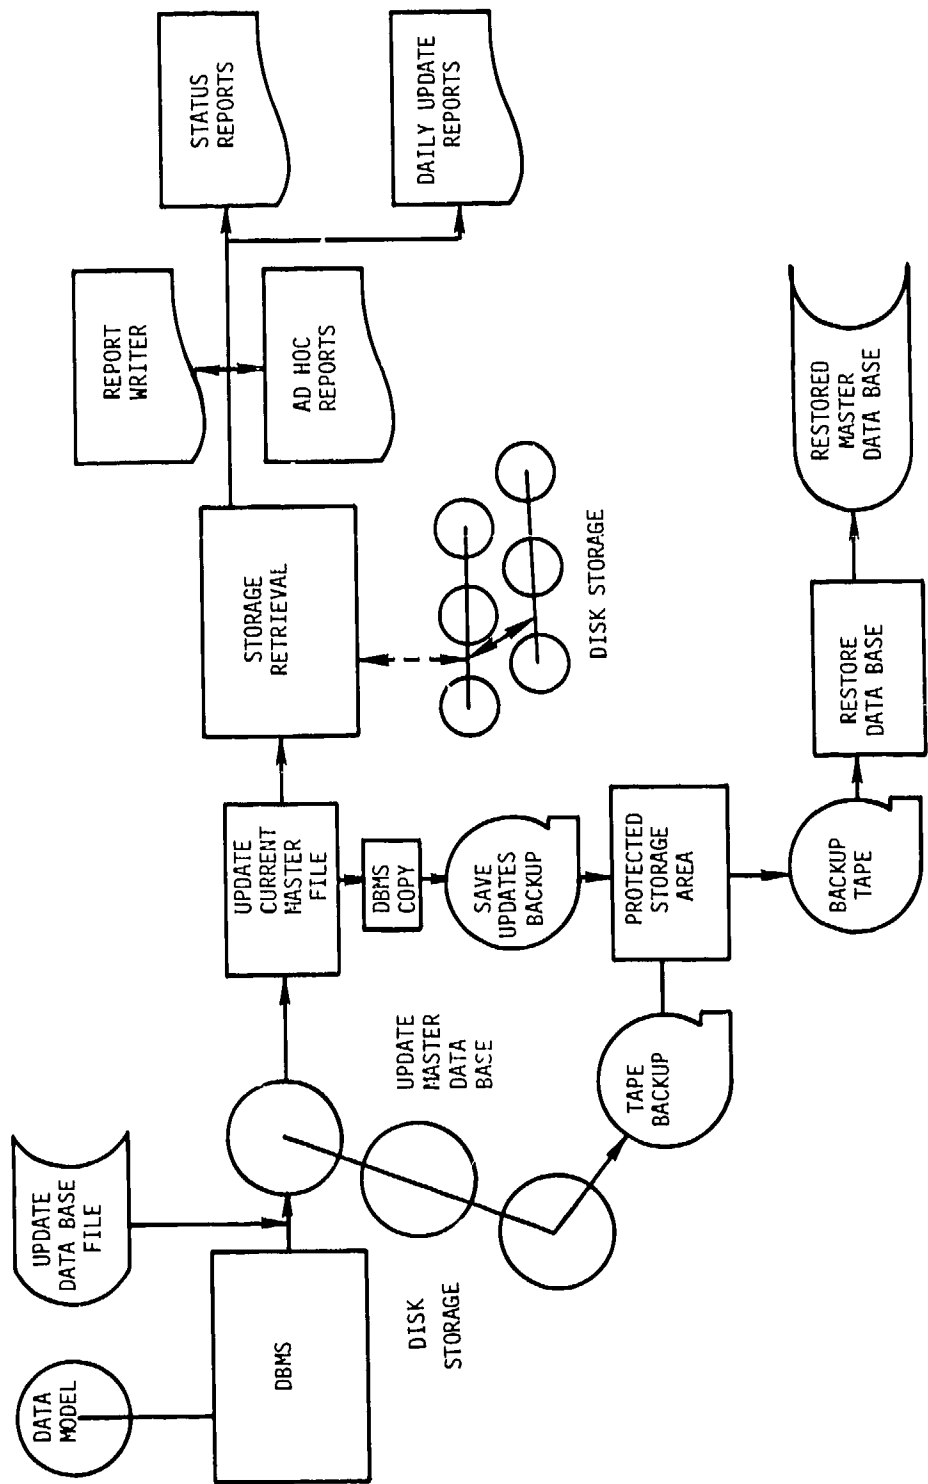 DATA
MODEL
UPDATE
DATA BASE
FILE
DBMS
DISK
STORAGE
UPDATE
MASTER
DATA
BASE
TAPE
BACKUP
UPDATE
CURRENT
MASTER
FILE
DBMS
COPY
SAVE
UPDATES
BACKUP
PROTECTED
STORAGE
AREA
BACKUP
TAPE
STORAGE
RETRIEVAL
DISK STORAGE
RESTORE
DATA BASE
RESTORED
MASTER
DATA BASE
REPORT
WRITER
AD HOC
REPORTS
STATUS
REPORTS
DAILY UPDATE
REPORTS